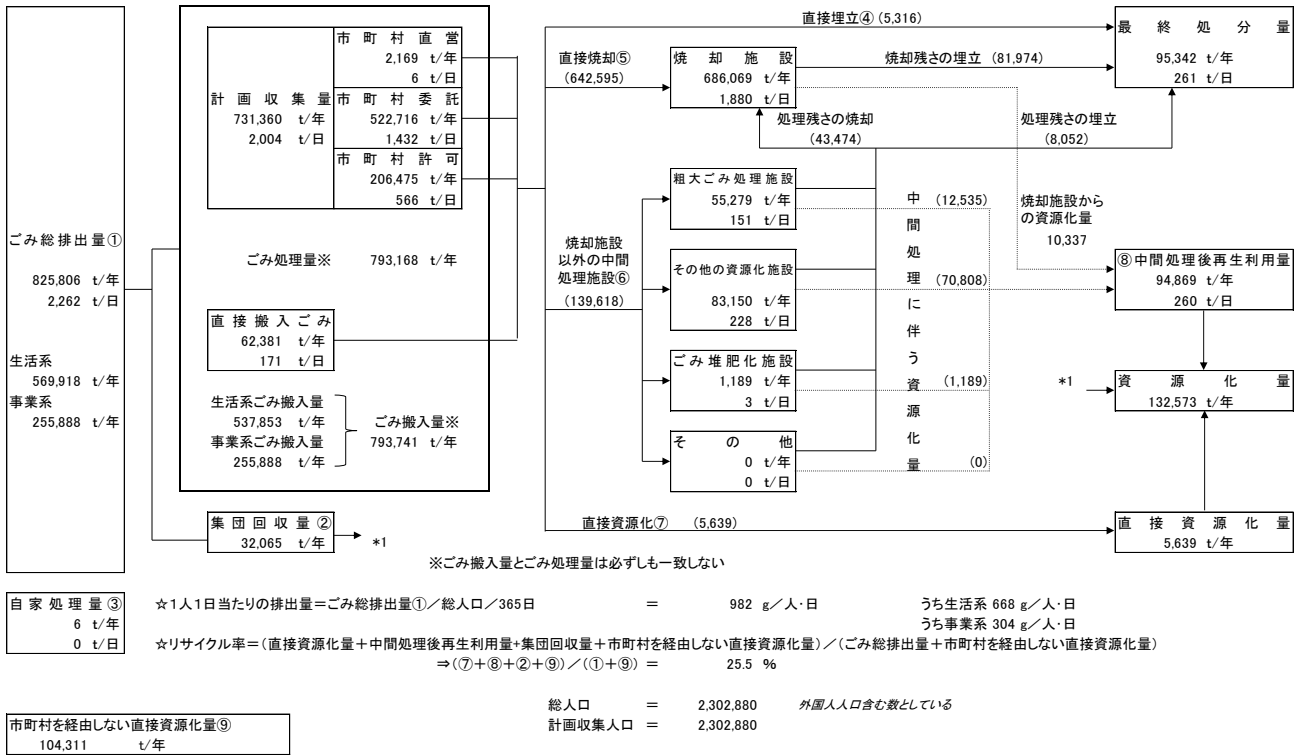 直接埋立④ (5,316)
最終処分量
95,342 t/年
261 t/日
市町村直営
2,169 t/年
6 t/日
計画収集量
731,360 t/年
2,004 t/日
市町村委託
522,716 t/年
1,432 t/日
市町村許可
206,475 t/年
566 t/日
直接焼却⑤
(642,595)
焼却施設
686,069 t/年
1,880 t/日
焼却残さの埋立 (81,974)
処理残さの焼却
(43,474)
処理残さの埋立
(8,052)
ごみ総排出量①
825,806 t/年
2,262 t/日
生活系
569,918 t/年
事業系
255,888 t/年
ごみ処理量※ 793,168 t/年
直接搬入ごみ
62,381 t/年
171 t/日
生活系ごみ搬入量
537,853 t/年
事業系ごみ搬入量
255,888 t/年
ごみ搬入量※
793,741 t/年
焼却施設
以外の中間
処理施設⑥
(139,618)
粗大ごみ処理施設
55,279 t/年
151 t/日
その他の資源化施設
83,150 t/年
228 t/日
ごみ堆肥化施設
1,189 t/年
3 t/日
その他
0 t/年
0 t/日
中間処理に伴う資源化量
(12,535)
(70,808)
(1,189)
(0)
焼却施設から
の資源化量
10,337
⑧中間処理後再生利用量
94,869 t/年
260 t/日
*1
資源化量
132,573 t/年
集団回収量②
32,065 t/年
*1
直接資源化⑦ (5,639)
直接資源化量
5,639 t/年
※ごみ搬入量とごみ処理量は必ずしも一致しない
自家処理量③
6 t/年
0 t/日
☆1人1日当たりの排出量=ごみ総排出量①/総人口/365日 = 982 g/人・日 うち生活系 668 g/人・日
うち事業系 304 g/人・日
☆リサイクル率=(直接資源化量+中間処理後再生利用量+集団回収量+市町村を経由しない直接資源化量)/(ごみ総排出量+市町村を経由しない直接資源化量)
⇒(⑦+⑧+②+⑨)/(①+⑨) = 25.5 %
総人口 = 2,302,880 外国人人口含む数としている
計画収集人口 = 2,302,880
市町村を経由しない直接資源化量⑨
104,311 t/年